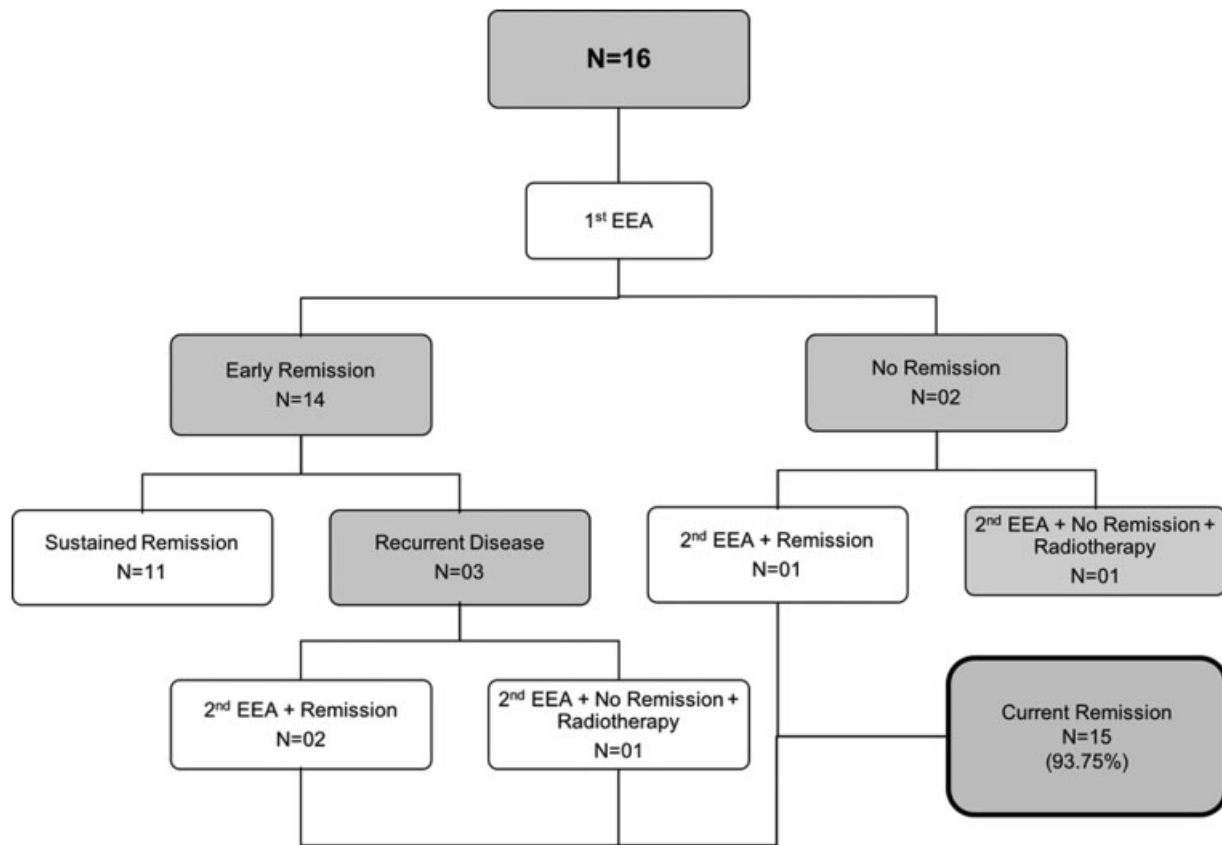 N=16
1st EEA
Early Remission
N=14
No Remission
N=02
Sustained Remission
N=11
Recurrent Disease
N=03
2nd EEA + Remission
N=01
2nd EEA + No Remission +
Radiotherapy
N=01
2nd EEA + Remission
N=02
2nd EEA + No Remission +
Radiotherapy
N=01
Current Remission
N=15
(93.75%)